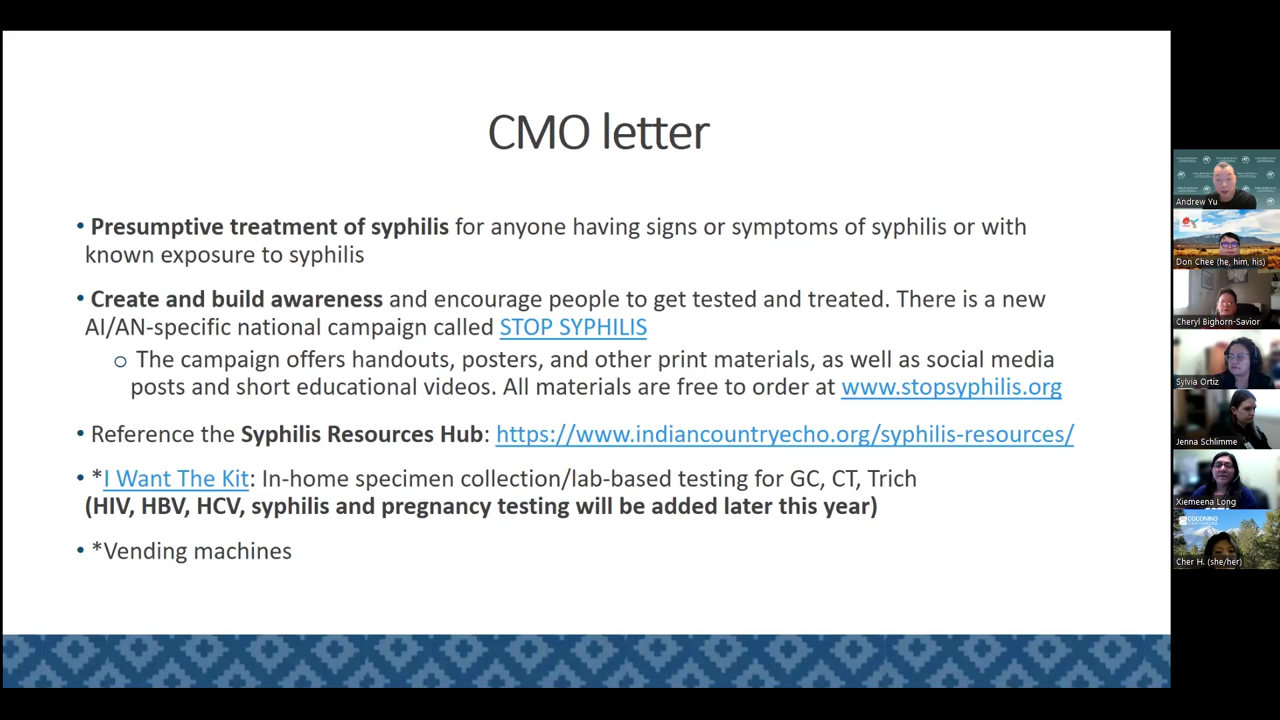 CMO letter
• Presumptive treatment of syphilis for anyone having signs or symptoms of syphilis or with
known exposure to syphilis
• Create and build awareness and encourage people to get tested and treated. There is a new
AI/AN-specific national campaign called STOP SYPHILIS
o The campaign offers handouts, posters, and other print materials, as well as social media
posts and short educational videos. All materials are free to order at www.stopsyphilis.org
• Reference the Syphilis Resources Hub: https://www.indiancountryecho.org/syphilis-resources/
• *I Want The Kit: In-home specimen collection/lab-based testing for GC, CT, Trich
(HIV, HBV, HCV, syphilis and pregnancy testing will be added later this year)
• *Vending machines
Andrew Yu
Don Chee (he, him, his)
Cheryl Bighorn-Savior
Sylvia Ortiz
Jenna Schlimme
Xiemeena Long
COCONINO
Cher H. (she/her)